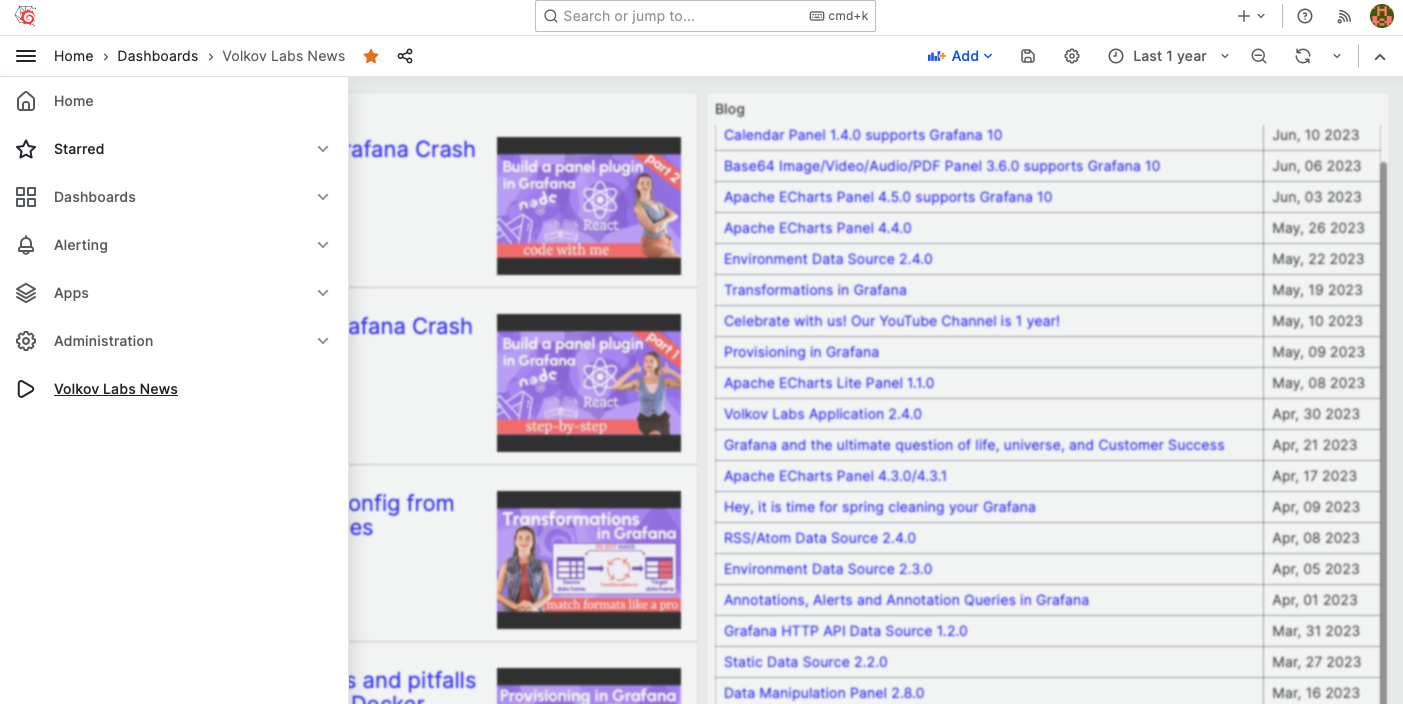 Search or jump to...
cmd+k
Home › Dashboards › Volkov Labs News
Add
Last 1 year
Home
Starred
Dashboards
Alerting
Apps
Administration
Volkov Labs News
rafana Crash
Build a panel plugin
in Grafana
part 2
node
React
code with me
afana Crash
Build a panel plugin
in Grafana
part 1
node
React
step-by-step
onfig from
es
Transformations
in Grafana
Source
data frame
Target
data frame
match formats like a pro
s and pitfalls
Docker
Provisioning in Grafana
Blog
Calendar Panel 1.4.0 supports Grafana 10 Jun, 10 2023
Base64 Image/Video/Audio/PDF Panel 3.6.0 supports Grafana 10 Jun, 06 2023
Apache ECharts Panel 4.5.0 supports Grafana 10 Jun, 03 2023
Apache ECharts Panel 4.4.0 May, 26 2023
Environment Data Source 2.4.0 May, 22 2023
Transformations in Grafana May, 19 2023
Celebrate with us! Our YouTube Channel is 1 year! May, 10 2023
Provisioning in Grafana May, 09 2023
Apache ECharts Lite Panel 1.1.0 May, 08 2023
Volkov Labs Application 2.4.0 Apr, 30 2023
Grafana and the ultimate question of life, universe, and Customer Success Apr, 21 2023
Apache ECharts Panel 4.3.0/4.3.1 Apr, 17 2023
Hey, it is time for spring cleaning your Grafana Apr, 09 2023
RSS/Atom Data Source 2.4.0 Apr, 08 2023
Environment Data Source 2.3.0 Apr, 05 2023
Annotations, Alerts and Annotation Queries in Grafana Apr, 01 2023
Grafana HTTP API Data Source 1.2.0 Mar, 31 2023
Static Data Source 2.2.0 Mar, 27 2023
Data Manipulation Panel 2.8.0 Mar, 16 2023